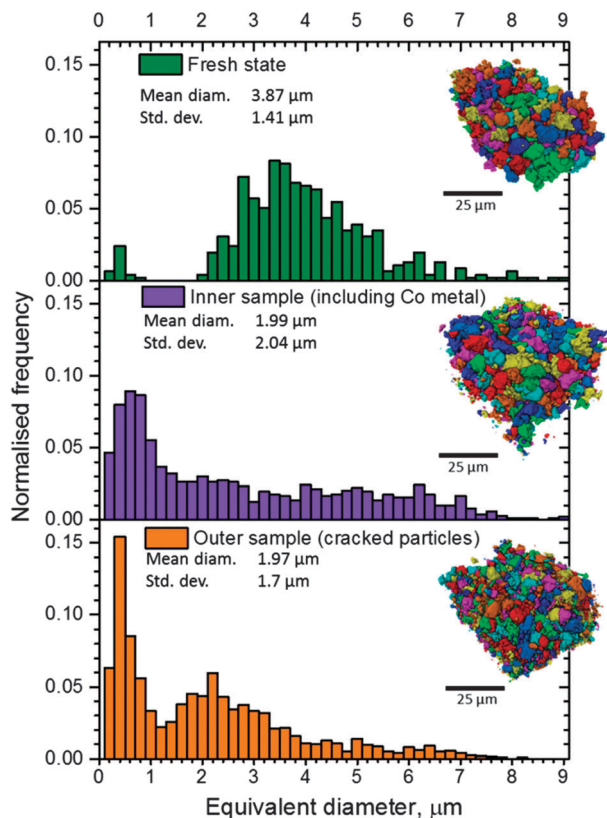 0 1 2 3 4 5 6 7 8 9
0.15
Fresh state
Mean diam. 3.87 µm
Std. dev. 1.41 µm
0.10
0.05
25 µm
0.00
0.15
Inner sample (including Co metal)
Mean diam. 1.99 µm
Std. dev. 2.04 µm
0.10
0.05
25 µm
0.00
0.15
Outer sample (cracked particles)
Mean diam. 1.97 µm
Std. dev. 1.7 µm
0.10
0.05
25 µm
0.00
0 1 2 3 4 5 6 7 8 9
Normalised frequency
Equivalent diameter, µm